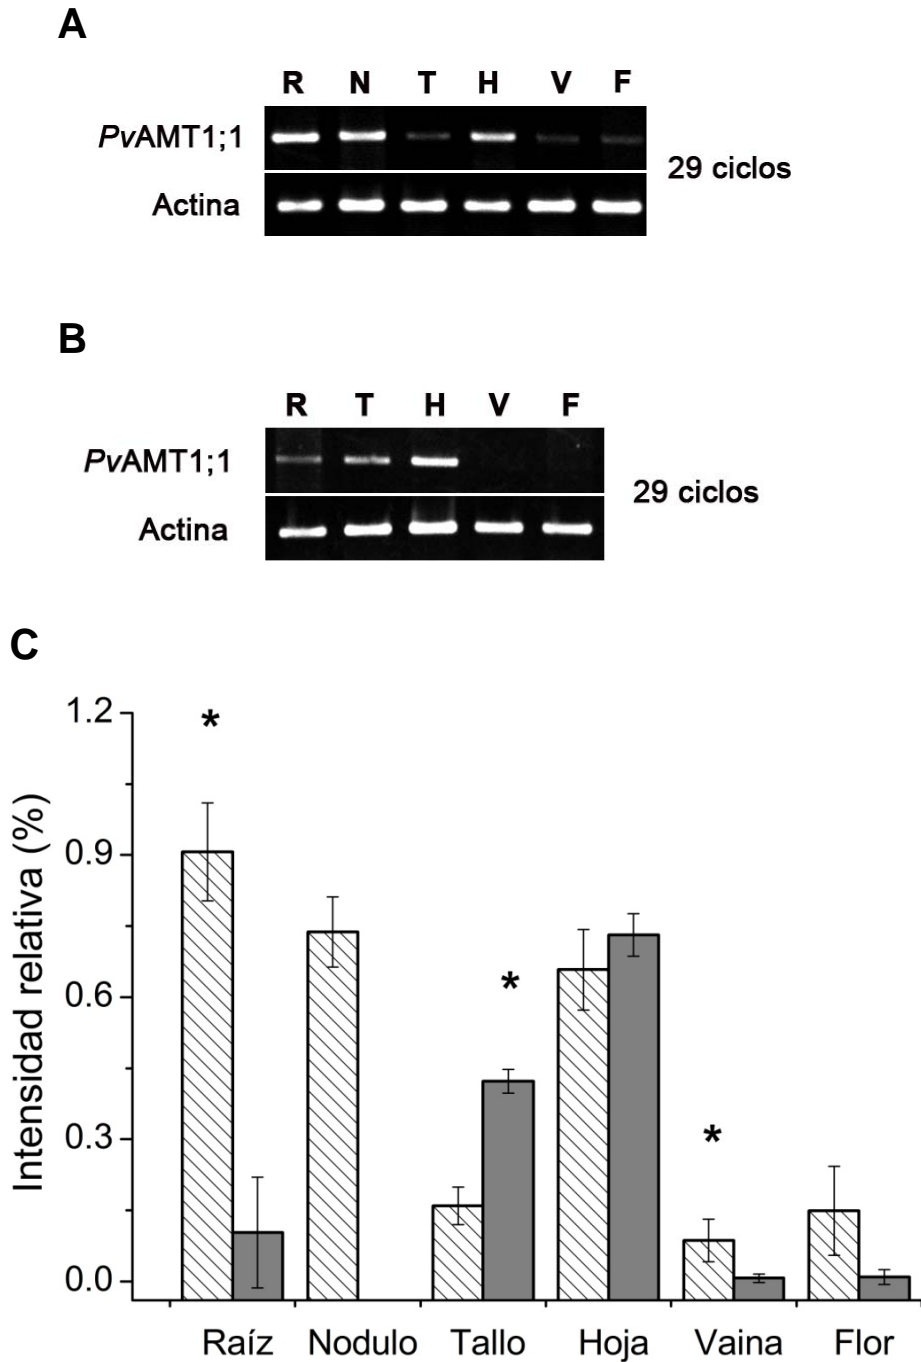 A
R N T H V F
PvAMT1;1
29 ciclos
Actina
B
R T H V F
PvAMT1;1
29 ciclos
Actina
C
1.2
*
0.9
*
0.6
*
0.3
0.0
Intensidad relativa (%)
Raíz Nodulo Tallo Hoja Vaina Flor